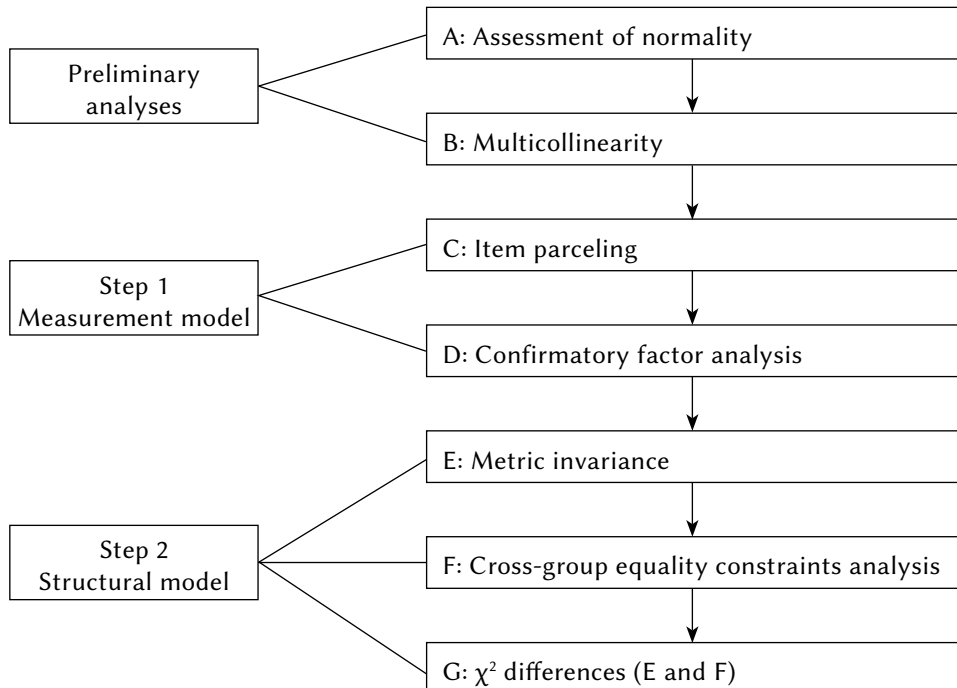 A: Assessment of normality
Preliminary
analyses
B: Multicollinearity
C: Item parceling
Step 1
Measurement model
D: Confirmatory factor analysis
E: Metric invariance
Step 2
Structural model
F: Cross-group equality constraints analysis
G: χ² differences (E and F)